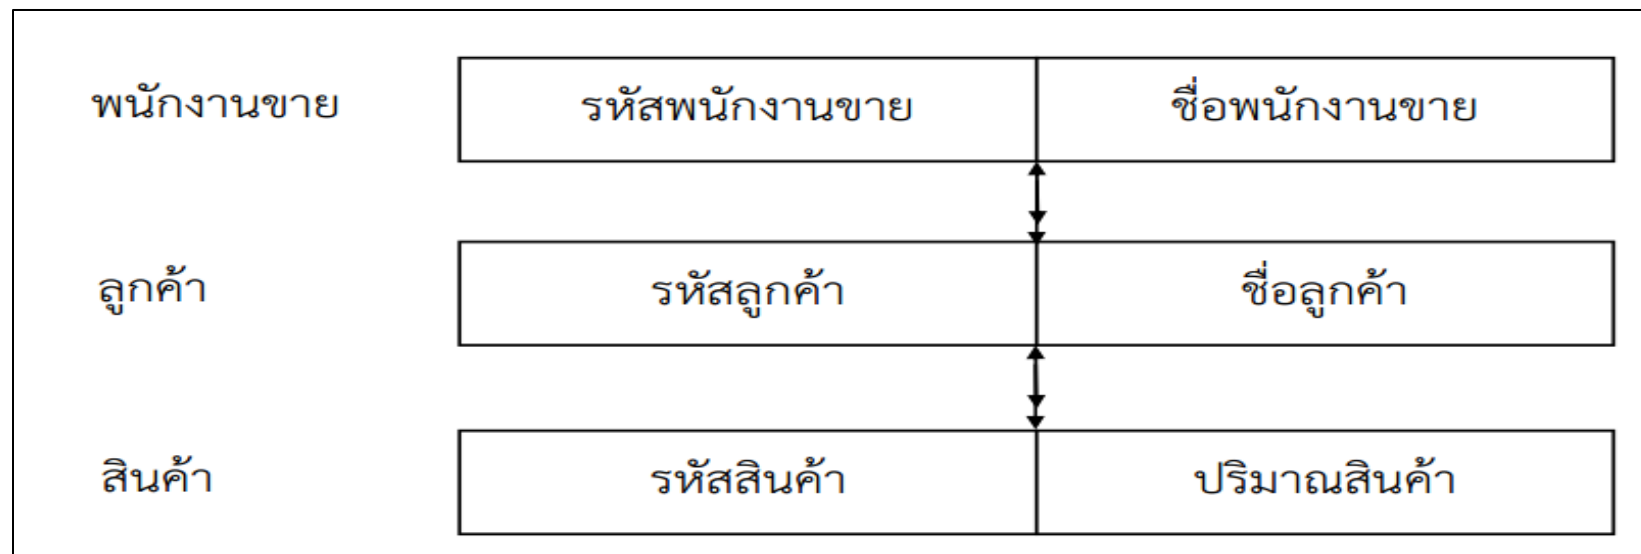 พนักงานขาย รหัสพนักงานขาย ชื่อพนักงานขาย
ลูกค้า รหัสลูกค้า ชื่อลูกค้า
สินค้า รหัสสินค้า ปริมาณสินค้า